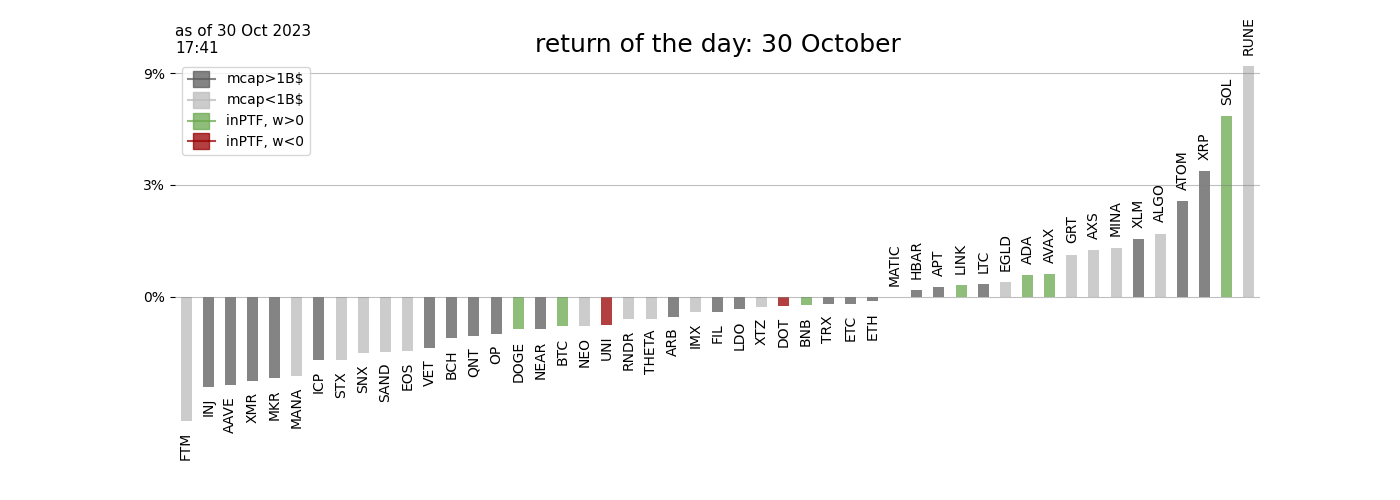 as of 30 Oct 2023
17:41
return of the day: 30 October
mcap>1B$
mcap<1B$
inPTF, w>0
inPTF, w<0
9%
3%
0%
FTM
INJ
AAVE
XMR
MKR
MANA
ICP
STX
SNX
SAND
EOS
VET
BCH
QNT
OP
DOGE
NEAR
BTC
NEO
UNI
RNDR
THETA
ARB
IMX
FIL
LDO
XTZ
DOT
BNB
TRX
ETC
ETH
MATIC
HBAR
APT
LINK
LTC
EGLD
ADA
AVAX
GRT
AXS
MINA
XLM
ALGO
ATOM
XRP
SOL
RUNE